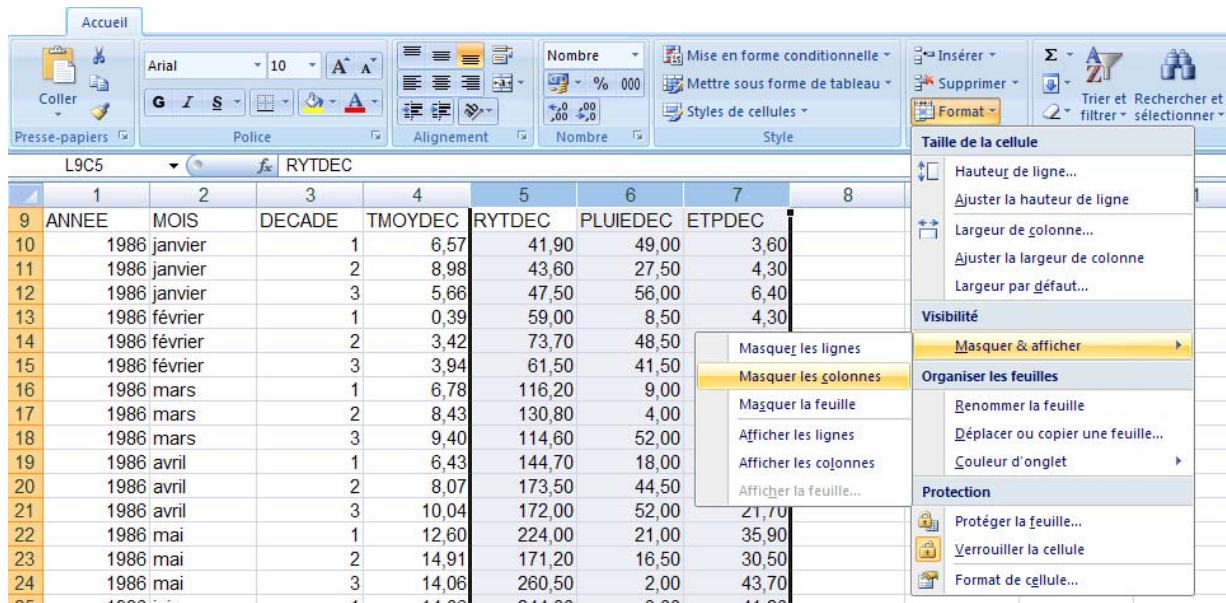 Accueil
Coller
Presse-papiers
Arial
10
A A
G I S
A
Police
Alignement
Nombre
% 000
,00 ,00
Nombre
Mise en forme conditionnelle
Mettre sous forme de tableau
Styles de cellules
Style
Insérer
Supprimer
Format
Σ
AZ
Trier et filtrer
Rechercher et sélectionner
L9C5
fx RYTDEC
1 2 3 4 5 6 7 8
9 ANNEE MOIS DECADE TMOYDEC RYTDEC PLUIEDEC ETPDEC
10 1986 janvier 1 6,57 41,90 49,00 3,60
11 1986 janvier 2 8,98 43,60 27,50 4,30
12 1986 janvier 3 5,66 47,50 56,00 6,40
13 1986 février 1 0,39 59,00 8,50 4,30
14 1986 février 2 3,42 73,70 48,50
15 1986 février 3 3,94 61,50 41,50
16 1986 mars 1 6,78 116,20 9,00
17 1986 mars 2 8,43 130,80 4,00
18 1986 mars 3 9,40 114,60 52,00
19 1986 avril 1 6,43 144,70 18,00
20 1986 avril 2 8,07 173,50 44,50
21 1986 avril 3 10,04 172,00 52,00 21,70
22 1986 mai 1 12,60 224,00 21,00 35,90
23 1986 mai 2 14,91 171,20 16,50 30,50
24 1986 mai 3 14,06 260,50 2,00 43,70
Masquer les lignes
Masquer les colonnes
Masquer la feuille
Afficher les lignes
Afficher les colonnes
Afficher la feuille...
Taille de la cellule
Hauteur de ligne...
Ajuster la hauteur de ligne
Largeur de colonne...
Ajuster la largeur de colonne
Largeur par défaut...
Visibilité
Masquer & afficher
Organiser les feuilles
Renommer la feuille
Déplacer ou copier une feuille...
Couleur d'onglet
Protection
Protéger la feuille...
Verrouiller la cellule
Format de cellule...